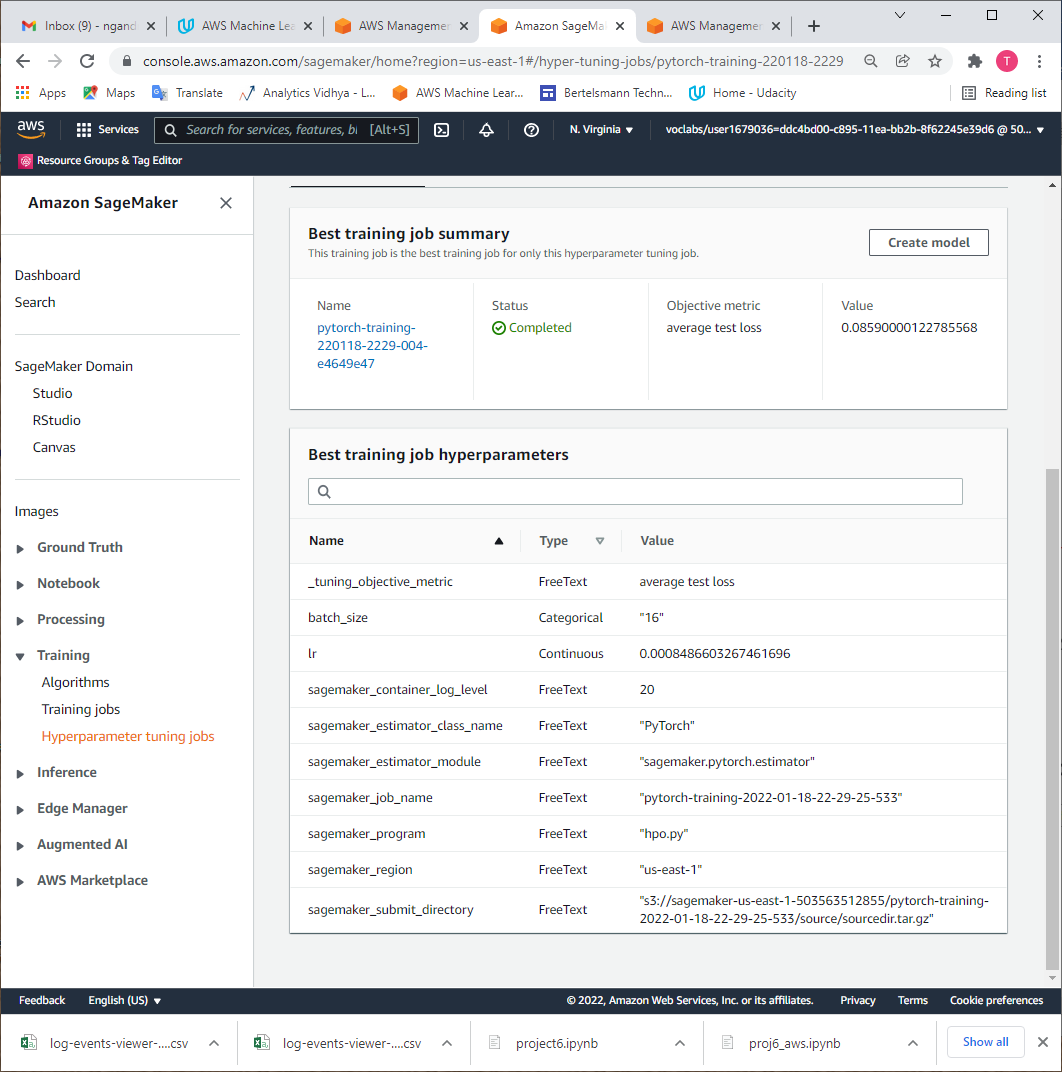 Inbox (9) - ngand
AWS Machine Lea
AWS Managemen
Amazon SageMa
AWS Managemen
console.aws.amazon.com/sagemaker/home?region=us-east-1#/hyper-tuning-jobs/pytorch-training-220118-2229
T
Apps
Maps
Translate
Analytics Vidhya - L...
AWS Machine Lear...
Bertelsmann Techn...
Home - Udacity
Reading list
aws
Services
Search for services, features, bl
[Alt+S]
N. Virginia
voclabs/user1679036=ddc4bd00-c895-11ea-bb2b-8f62245e39d6 @ 50...
Resource Groups & Tag Editor
Amazon SageMaker
Dashboard
Search
SageMaker Domain
Studio
RStudio
Canvas
Images
Ground Truth
Notebook
Processing
Training
Algorithms
Training jobs
Hyperparameter tuning jobs
Inference
Edge Manager
Augmented AI
AWS Marketplace
Best training job summary
This training job is the best training job for only this hyperparameter tuning job.
Create model
Name
pytorch-training-
220118-2229-004-
e4649e47
Status
Completed
Objective metric
average test loss
Value
0.08590000122785568
Best training job hyperparameters
Name Type Value
_tuning_objective_metric FreeText average test loss
batch_size Categorical "16"
lr Continuous 0.0008486603267461696
sagemaker_container_log_level FreeText 20
sagemaker_estimator_class_name FreeText "PyTorch"
sagemaker_estimator_module FreeText "sagemaker.pytorch.estimator"
sagemaker_job_name FreeText "pytorch-training-2022-01-18-22-29-25-533"
sagemaker_program FreeText "hpo.py"
sagemaker_region FreeText "us-east-1"
sagemaker_submit_directory FreeText "s3://sagemaker-us-east-1-503563512855/pytorch-training-
2022-01-18-22-29-25-533/source/sourcedir.tar.gz"
Feedback
English (US)
© 2022, Amazon Web Services, Inc. or its affiliates.
Privacy
Terms
Cookie preferences
log-events-viewer-....csv
log-events-viewer-....csv
project6.ipynb
proj6_aws.ipynb
Show all